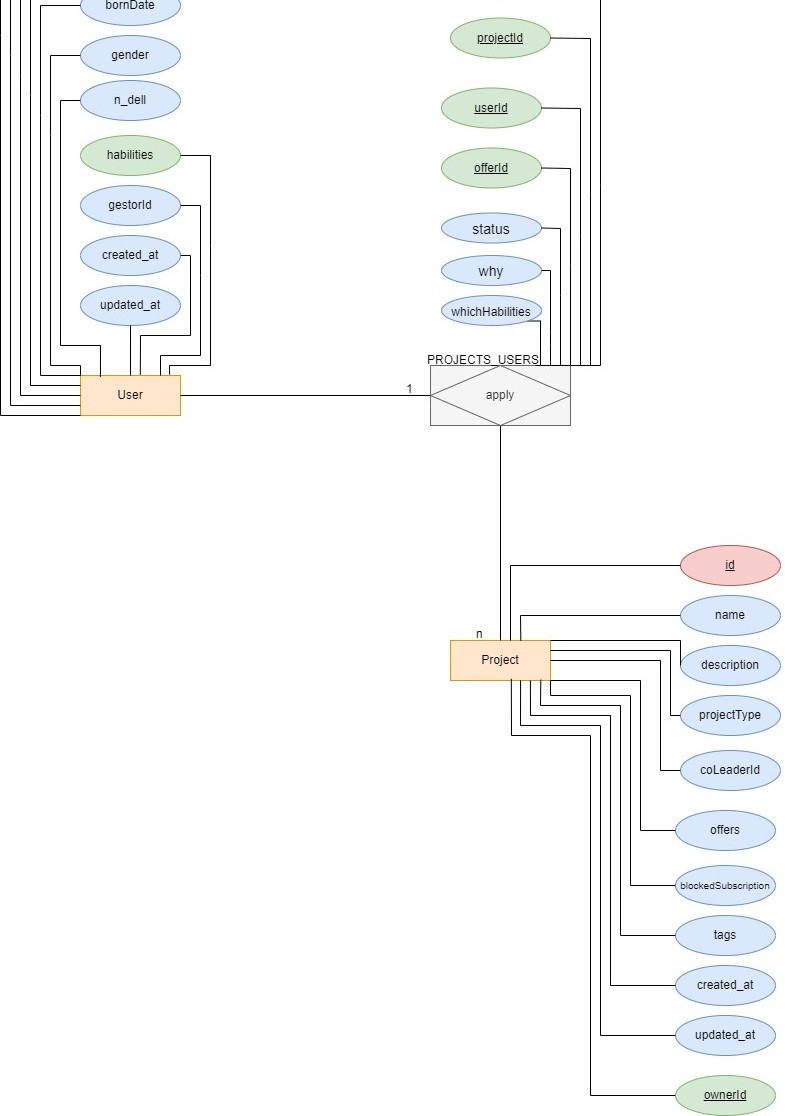 bornDate
gender
n_dell
habilities
gestorId
created_at
updated_at
User
projectId
userId
offerId
status
why
whichHabilities
PROJECTS_USERS
1
apply
n
Project
id
name
description
projectType
coLeaderId
offers
blockedSubscription
tags
created_at
updated_at
ownerId